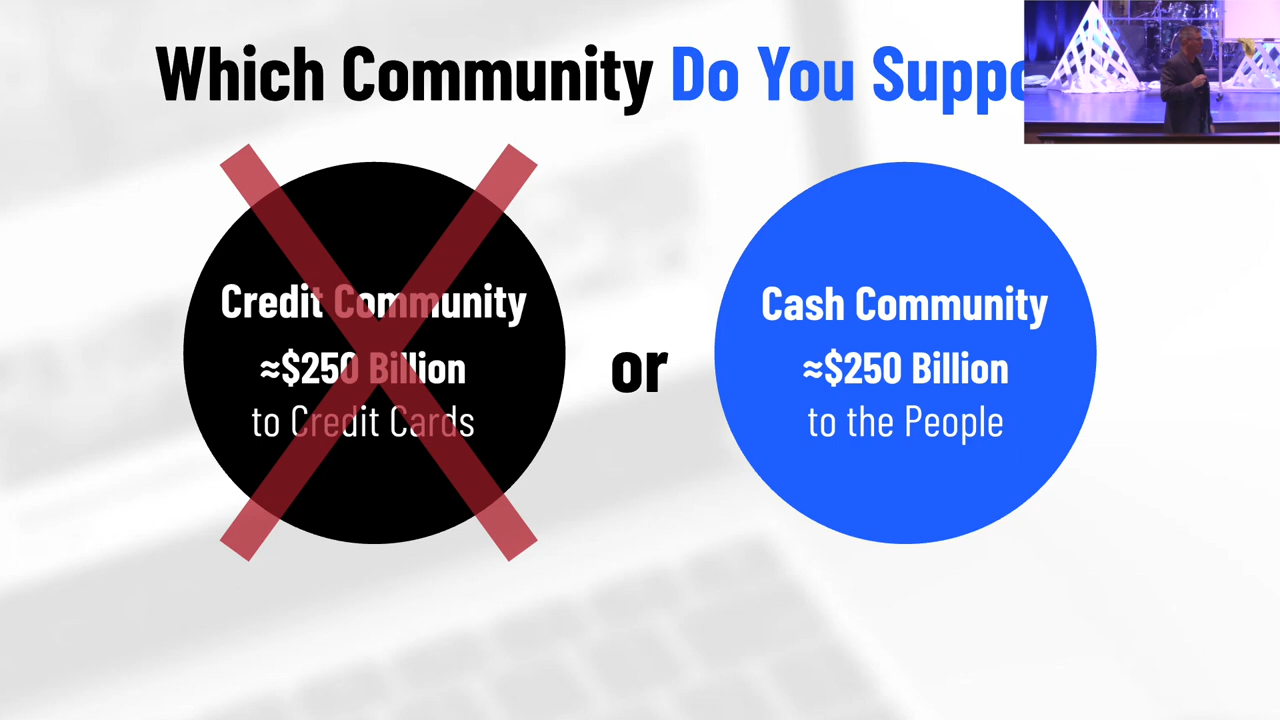 Which Community Do You Suppo
Credit Community
≈$250 Billion
to Credit Cards
or
Cash Community
≈$250 Billion
to the People